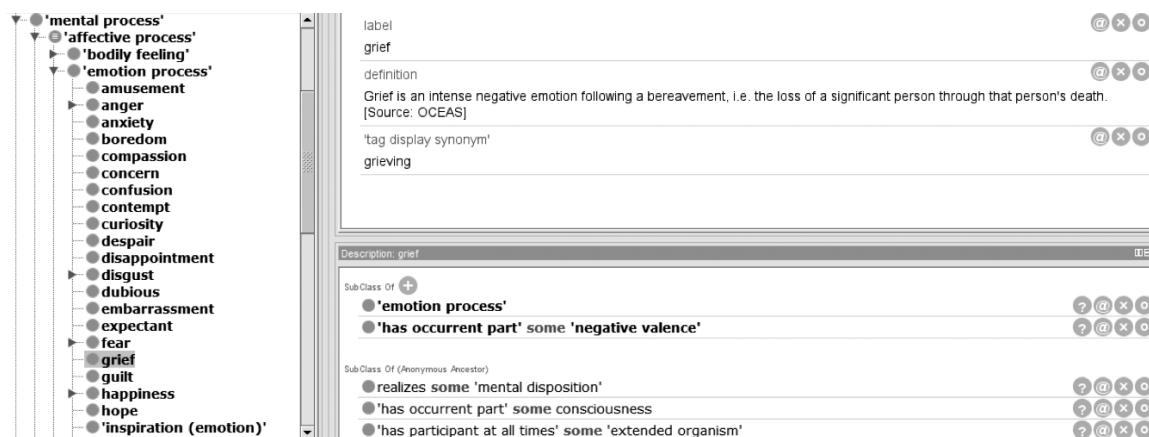 'mental process'
'affective process'
'bodily feeling'
'emotion process'
amusement
anger
anxiety
boredom
compassion
concern
confusion
contempt
curiosity
despair
disappointment
disgust
dubious
embarrassment
expectant
fear
grief
guilt
happiness
hope
'inspiration (emotion)'
label
grief
definition
Grief is an intense negative emotion following a bereavement, i.e. the loss of a significant person through that person's death.
[Source: OCEAS]
'tag display synonym'
grieving
Description: grief
SubClass Of
'emotion process'
'has occurrent part' some 'negative valence'
SubClass Of (Anonymous Ancestor)
realizes some 'mental disposition'
'has occurrent part' some consciousness
'has participant at all times' some 'extended organism'